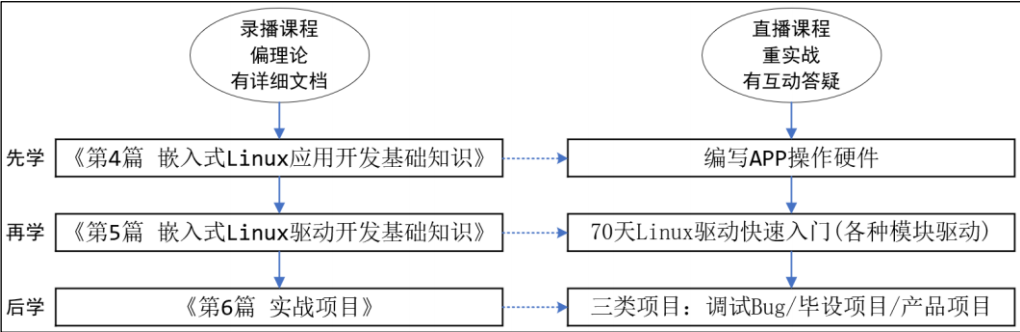 录播课程
偏理论
有详细文档
直播课程
重实战
有互动答疑
先学
《第4篇 嵌入式Linux应用开发基础知识》
编写APP操作硬件
再学
《第5篇 嵌入式Linux驱动开发基础知识》
70天Linux驱动快速入门(各种模块驱动)
后学
《第6篇 实战项目》
三类项目：调试Bug/毕设项目/产品项目